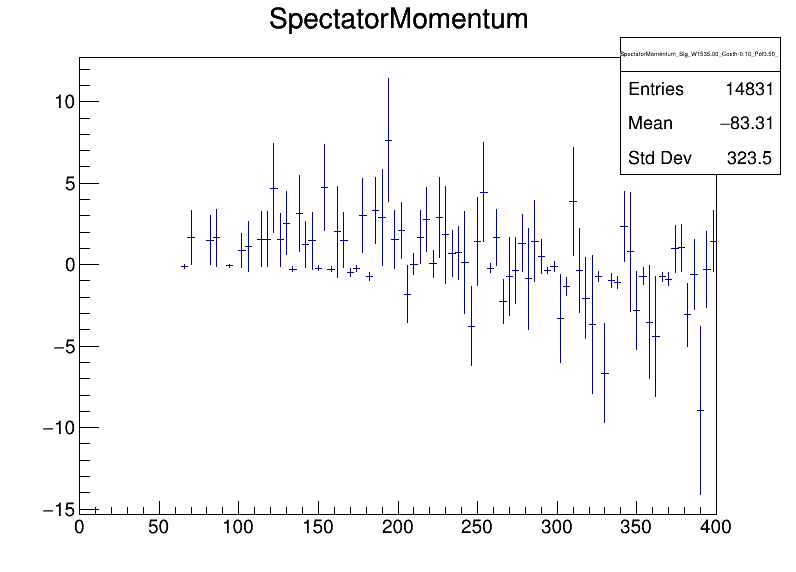 SpectatorMomentum
SpectatorMomentum_Sig_W1535.00_Costh-0.10_Pol0.50_
Entries 14831
Mean −83.31
Std Dev 323.5
10
5
0
−5
−10
−15
0 50 100 150 200 250 300 350 400